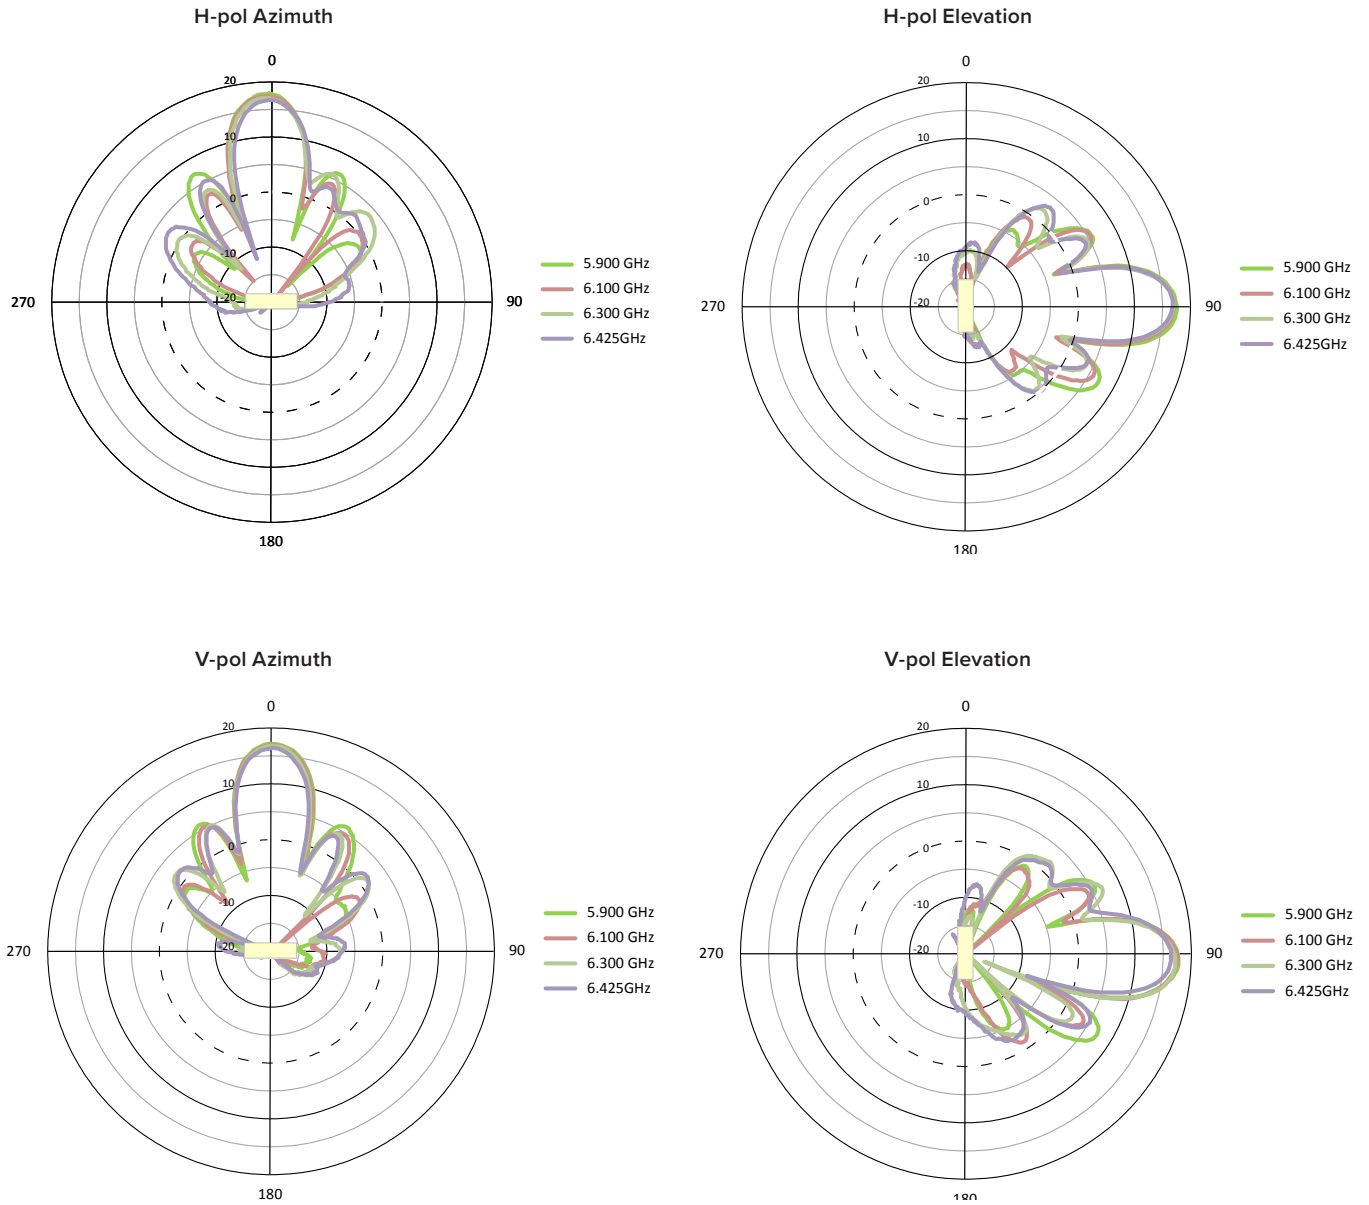 H-pol Azimuth
H-pol Elevation
0
20
10
0
-10
-20
270
90
180
5.900 GHz
6.100 GHz
6.300 GHz
6.425GHz
0
20
10
0
-10
-20
270
90
180
5.900 GHz
6.100 GHz
6.300 GHz
6.425GHz
V-pol Azimuth
V-pol Elevation
0
20
10
0
-10
-20
270
90
180
5.900 GHz
6.100 GHz
6.300 GHz
6.425GHz
0
20
10
0
-10
-20
270
90
180
5.900 GHz
6.100 GHz
6.300 GHz
6.425GHz